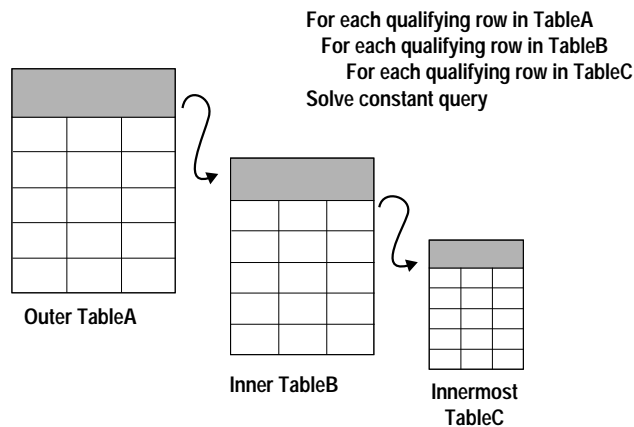 For each qualifying row in TableA
For each qualifying row in TableB
For each qualifying row in TableC
Solve constant query
Outer TableA
Inner TableB
Innermost
TableC